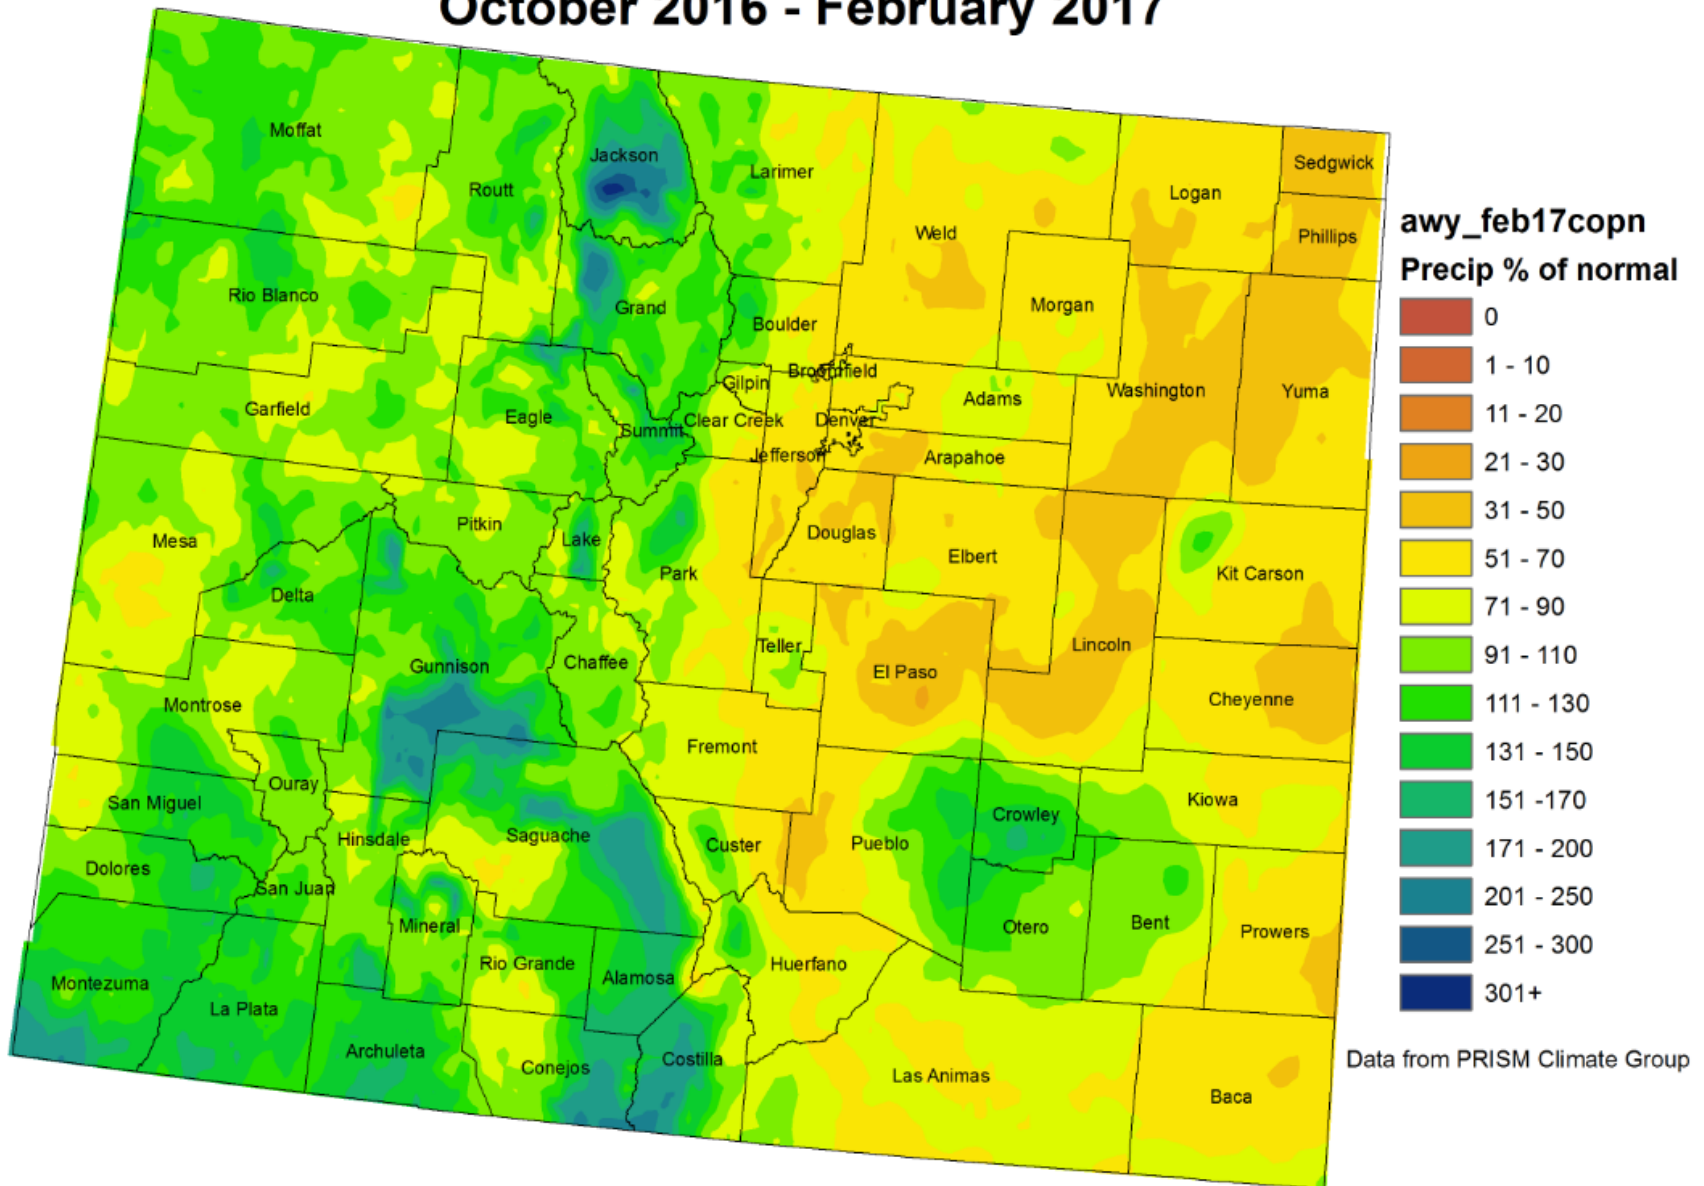 October 2016 - February 2017
Moffat
Routt
Jackson
Larimer
Weld
Logan
Sedgwick
Phillips
Rio Blanco
Grand
Boulder
Morgan
Washington
Yuma
Garfield
Eagle
Summit
Gilpin
Clear Creek
Broomfield
Denver
Jefferson
Adams
Arapahoe
Mesa
Pitkin
Lake
Park
Douglas
Elbert
Kit Carson
Delta
Gunnison
Chaffee
Teller
El Paso
Lincoln
Cheyenne
Montrose
Ouray
Fremont
San Miguel
Hinsdale
Saguache
Custer
Pueblo
Crowley
Kiowa
Dolores
San Juan
Mineral
Rio Grande
Alamosa
Huerfano
Otero
Bent
Prowers
Montezuma
La Plata
Archuleta
Conejos
Costilla
Las Animas
Baca
awy_feb17copn
Precip % of normal
0
1 - 10
11 - 20
21 - 30
31 - 50
51 - 70
71 - 90
91 - 110
111 - 130
131 - 150
151 -170
171 - 200
201 - 250
251 - 300
301+
Data from PRISM Climate Group